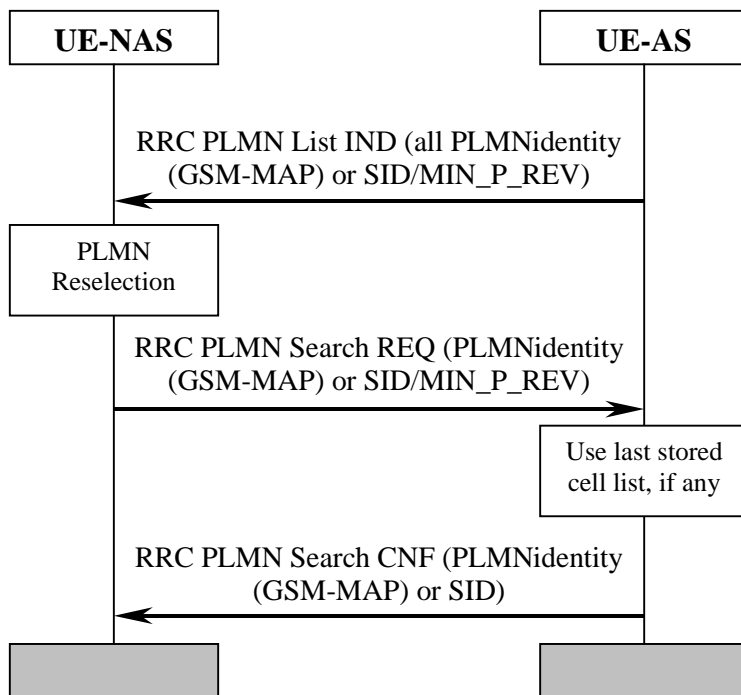 UE-NAS
UE-AS
RRC PLMN List IND (all PLMNidentity
(GSM-MAP) or SID/MIN_P_REV)
PLMN
Reselection
RRC PLMN Search REQ (PLMNidentity
(GSM-MAP) or SID/MIN_P_REV)
Use last stored
cell list, if any
RRC PLMN Search CNF (PLMNidentity
(GSM-MAP) or SID)